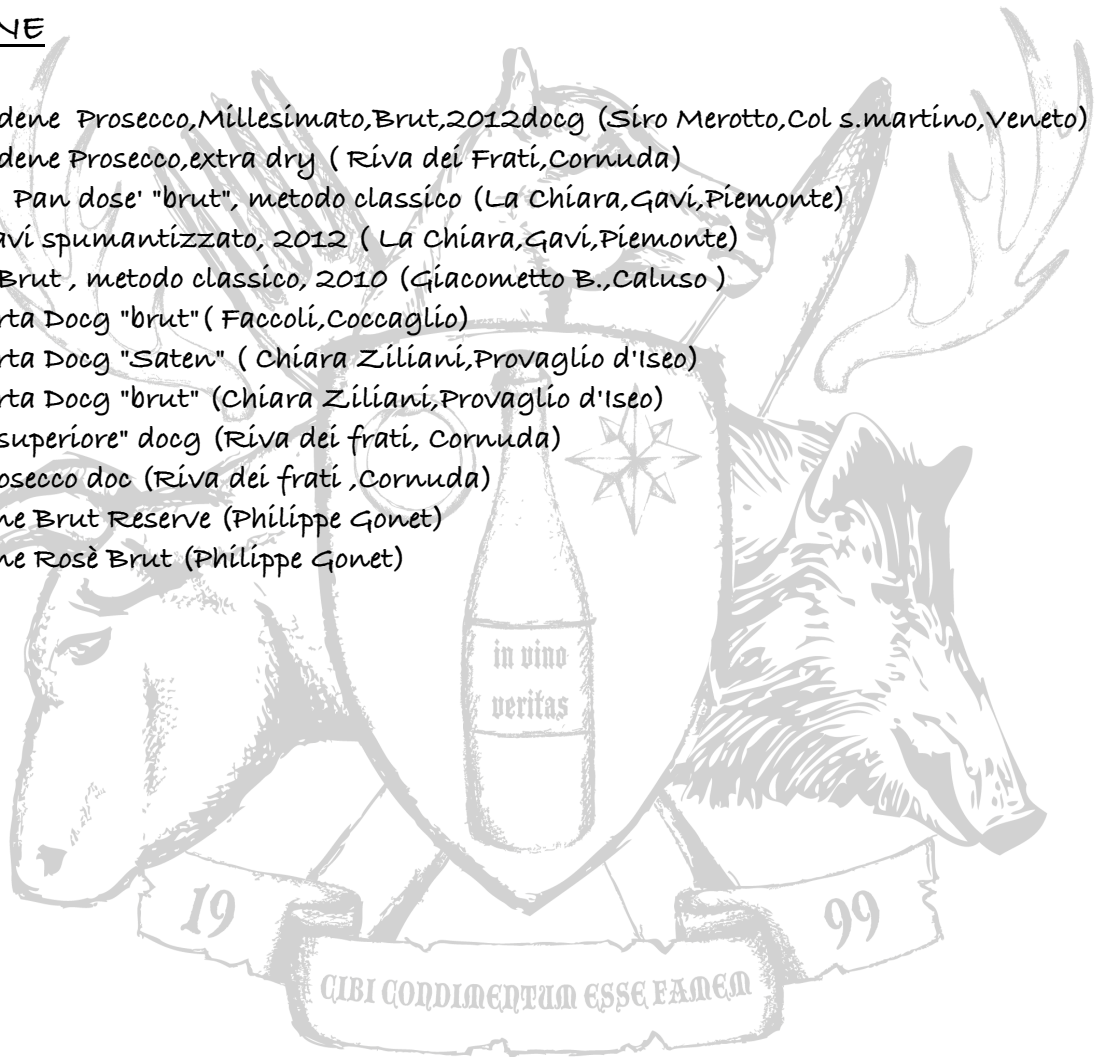 NE
dene Prosecco,Millesimato,Brut,2012docg (Siro Merotto,Col s.martino,Veneto)
dene Prosecco,extra dry ( Riva dei Frati,Cornuda)
Pan dose' "brut", metodo classico (La Chiara,Gavi,Piemonte)
avi spumantizzato, 2012 ( La Chiara,Gavi,Piemonte)
Brut , metodo classico, 2010 (Giacometto B.,Caluso )
rta Docg "brut"( Faccoli,Coccaglio)
rta Docg "Saten" ( Chiara Ziliani,Provaglio d'Iseo)
rta Docg "brut" (Chiara Ziliani,Provaglio d'Iseo)
superiore" docg (Riva dei frati, Cornuda)
osecco doc (Riva dei frati ,Cornuda)
ne Brut Reserve (Philippe Gonet)
ne Rosè Brut (Philippe Gonet)
in vino
veritas
19 99
CIBI CONDIMENTUM ESSE FAMEM